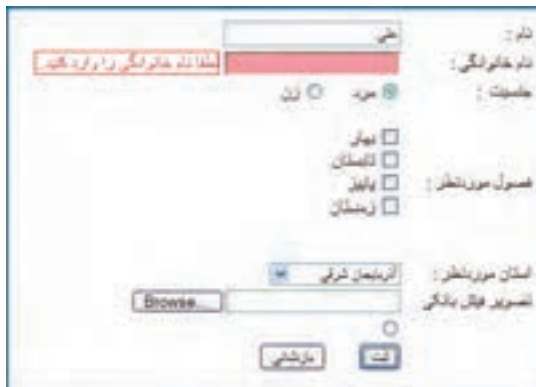 نام : علی
نام خانوادگی : لطفا نام خانوادگی را وارد کنید
جنسیت : مرد زن
بهار
تابستان
فصول موردنظر : پاییز
زمستان
استان موردنظر : آذربایجان شرقی
تصویر فیش بانکی Browse...
ثبت بازنشانی